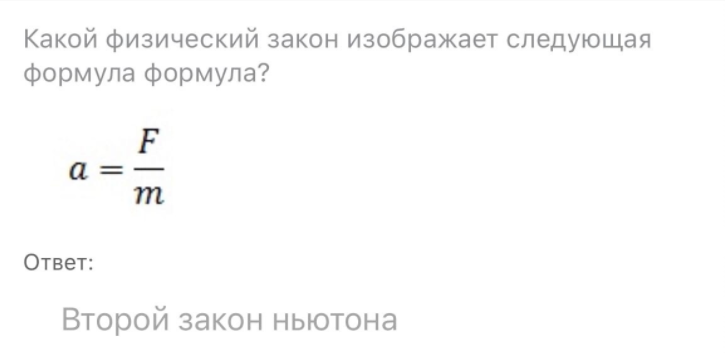 Какой физический закон изображает следующая
формула формула?
a = F/m
Ответ:
Второй закон ньютона